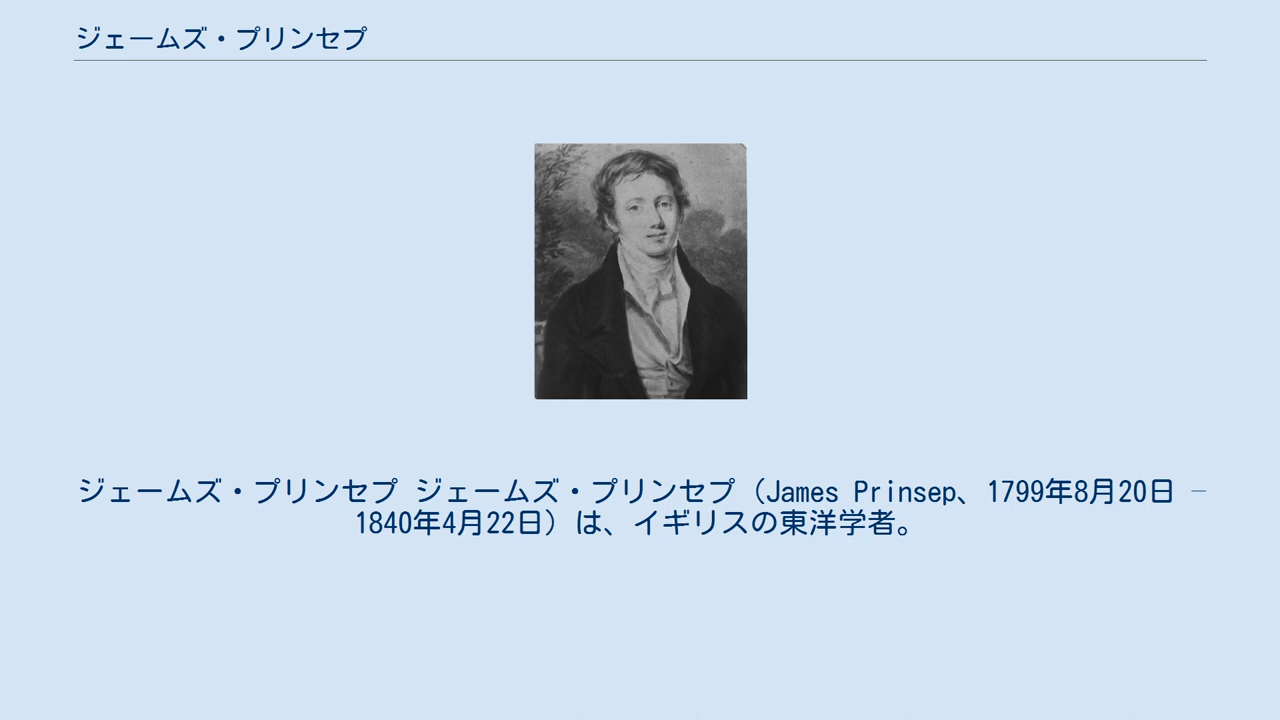 ジェームズ・プリンセプ
ジェームズ・プリンセプ ジェームズ・プリンセプ（James Prinsep、1799年8月20日 –
1840年4月22日）は、イギリスの東洋学者。